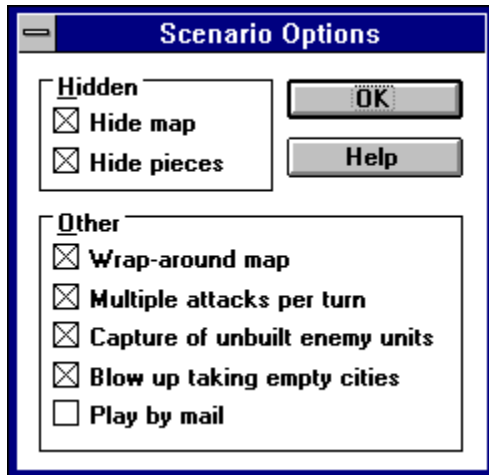 Scenario Options
Hidden
Hide map
Hide pieces
OK
Help
Other
Wrap-around map
Multiple attacks per turn
Capture of unbuilt enemy units
Blow up taking empty cities
Play by mail